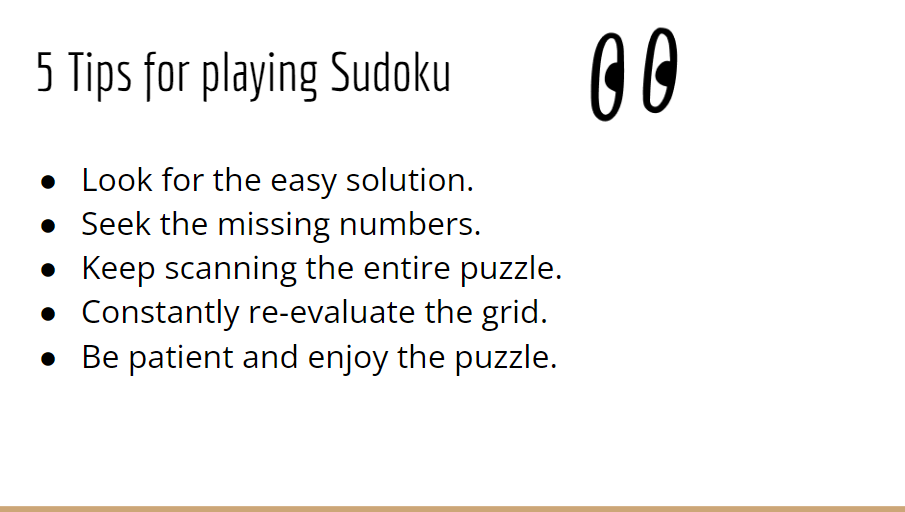 5 Tips for playing Sudoku
● Look for the easy solution.
● Seek the missing numbers.
● Keep scanning the entire puzzle.
● Constantly re-evaluate the grid.
● Be patient and enjoy the puzzle.